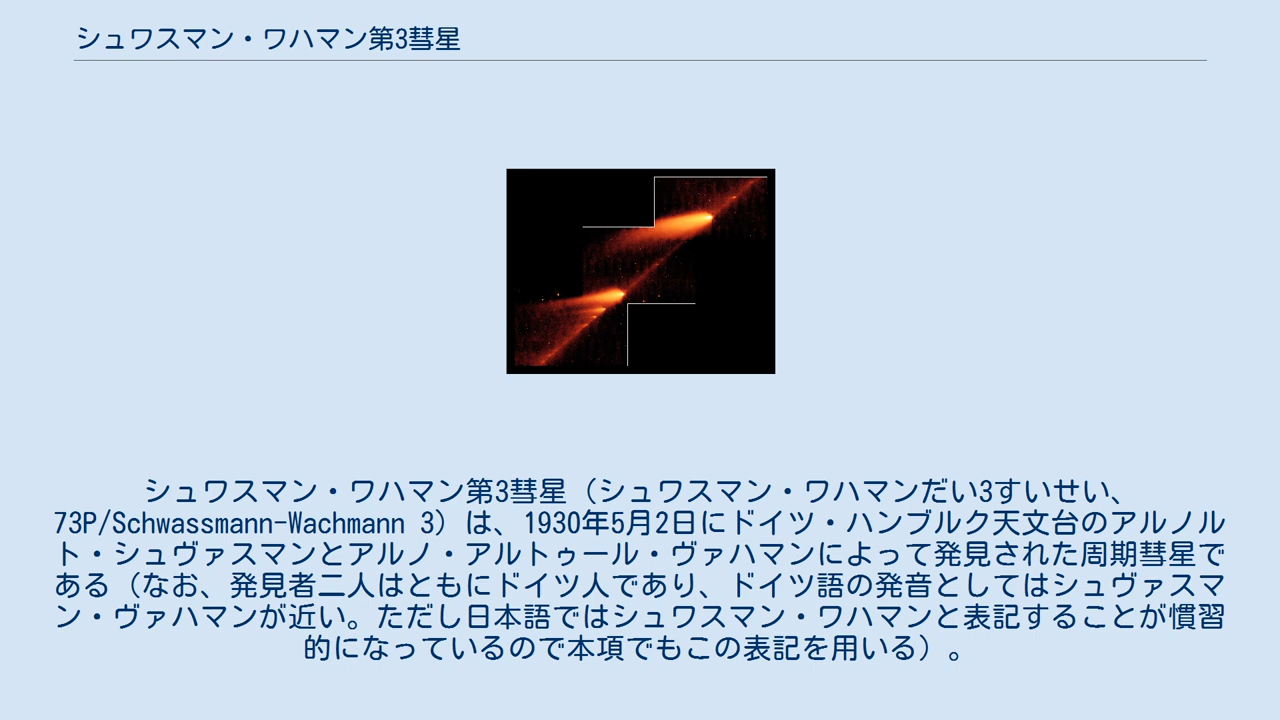 シュワスマン・ワハマン第3彗星
シュワスマン・ワハマン第3彗星（シュワスマン・ワハマンだい3すいせい、
73P/Schwassmann-Wachmann 3）は、1930年5月2日にドイツ・ハンブルク天文台のアルノル
ト・シュヴァスマンとアルノ・アルトゥール・ヴァハマンによって発見された周期彗星で
ある（なお、発見者二人はともにドイツ人であり、ドイツ語の発音としてはシュヴァスマ
ン・ヴァハマンが近い。ただし日本語ではシュワスマン・ワハマンと表記することが慣習
的になっているので本項でもこの表記を用いる）。